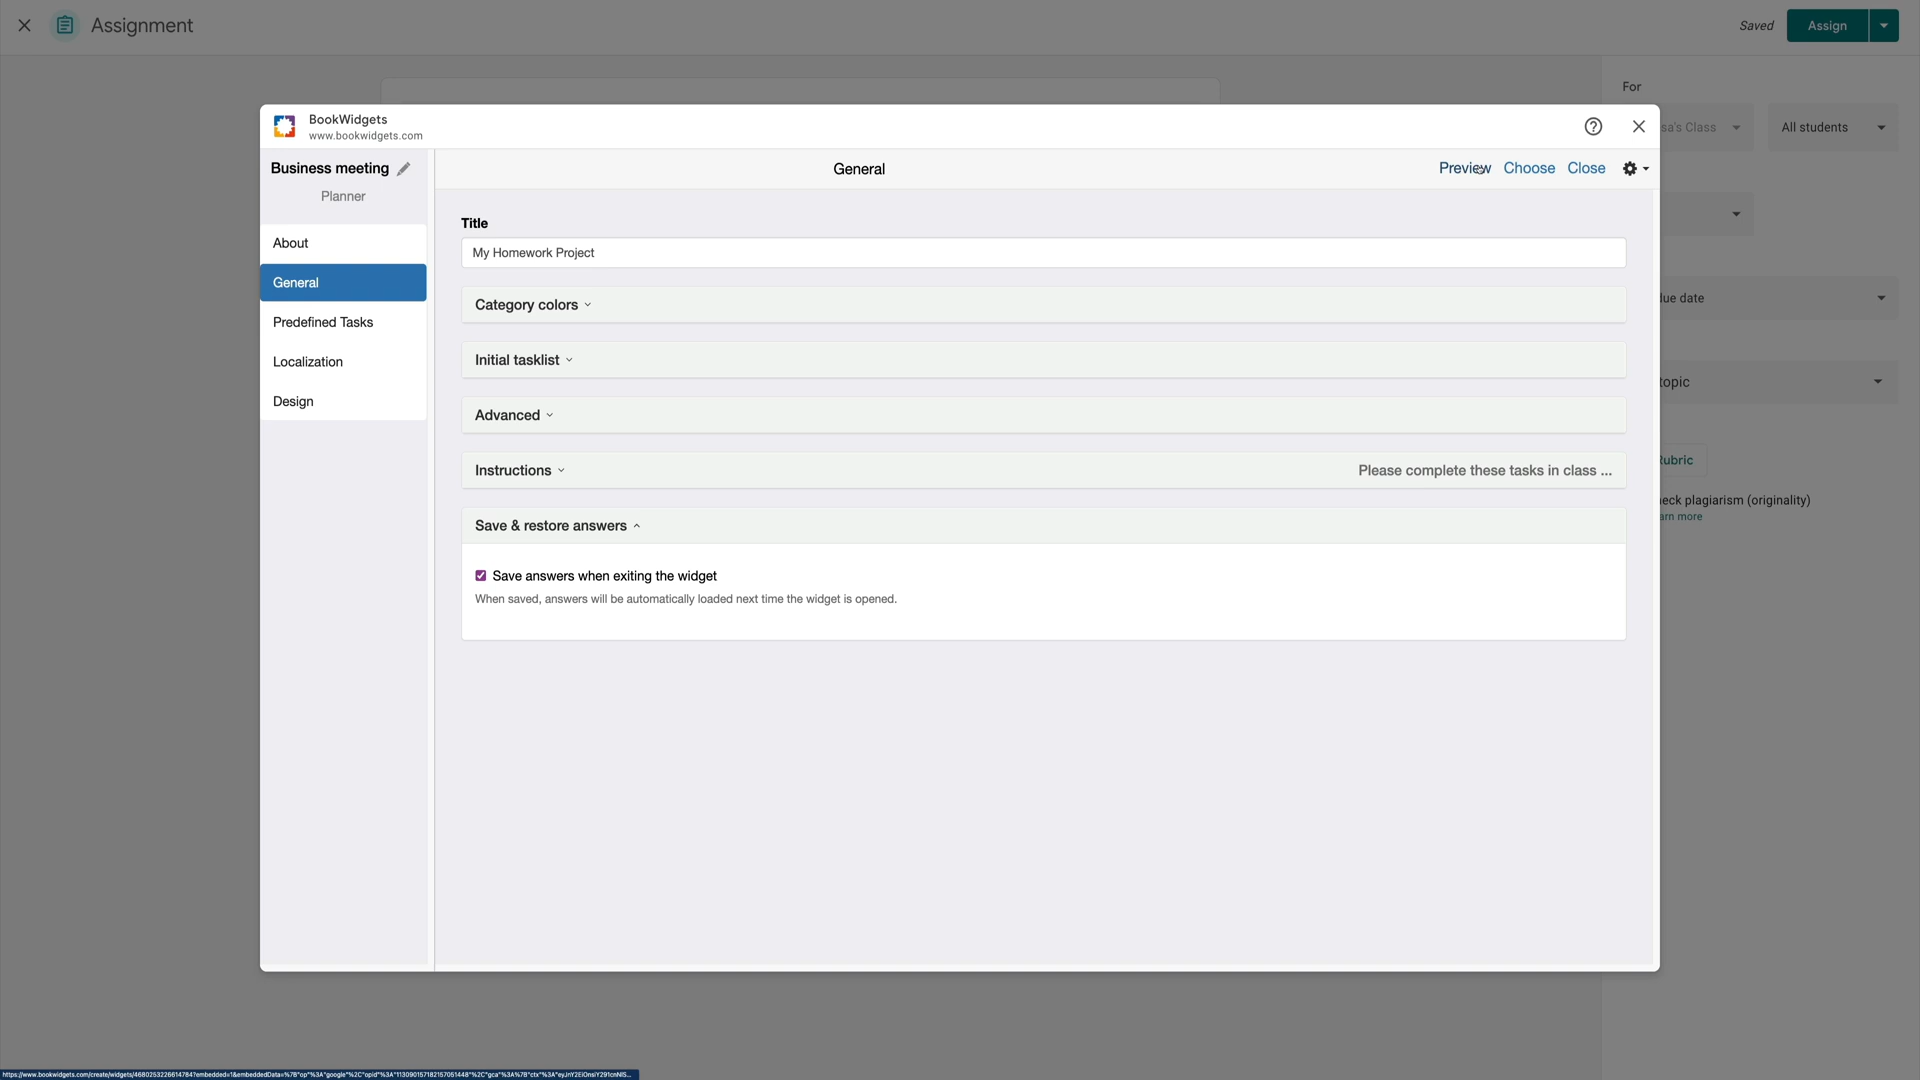 Assignment
Saved
Assign
For
sa's Class
All students
BookWidgets
www.bookwidgets.com
Business meeting
Planner
General
Preview
Choose
Close
About
General
Predefined Tasks
Localization
Design
Title
My Homework Project
Category colors
Initial tasklist
Advanced
Instructions
Please complete these tasks in class ...
Save & restore answers
Save answers when exiting the widget
When saved, answers will be automatically loaded next time the widget is opened.
due date
topic
Rubric
eck plagiarism (originality)
arn more